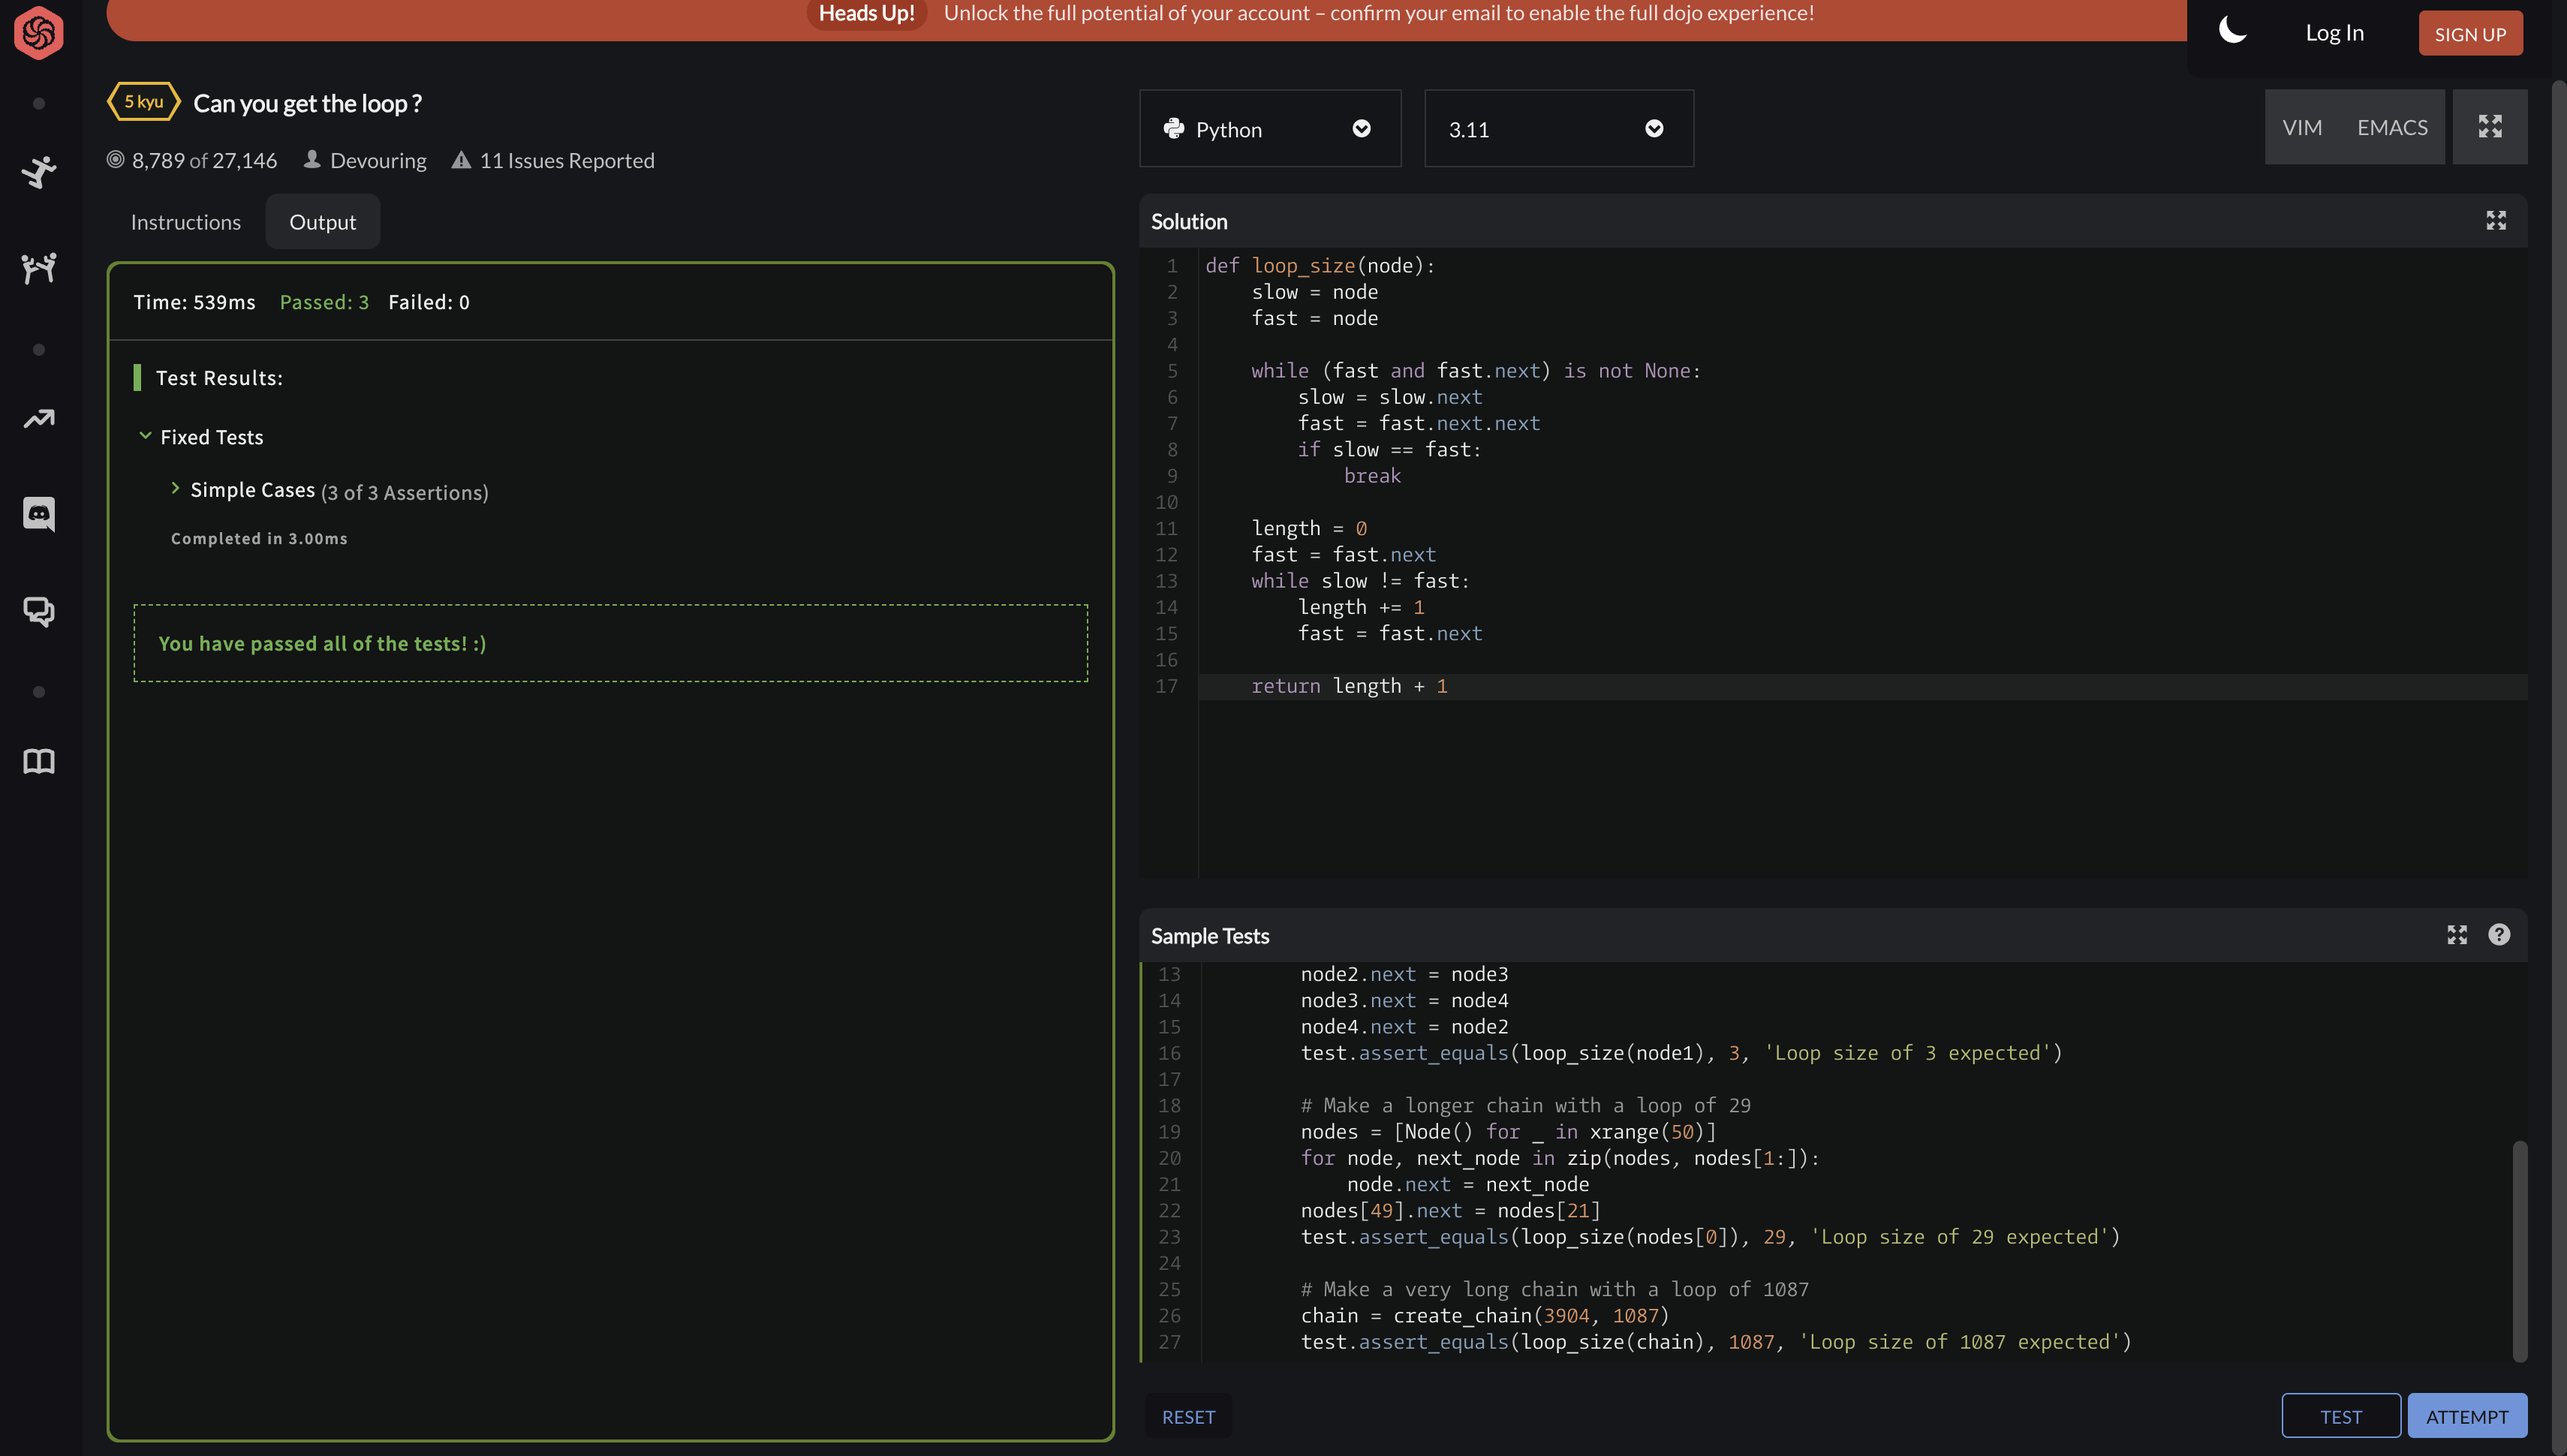 Heads Up! Unlock the full potential of your account – confirm your email to enable the full dojo experience!
Log In
SIGN UP
5 kyu Can you get the loop ?
8,789 of 27,146 Devouring 11 Issues Reported
Instructions Output
Time: 539ms Passed: 3 Failed: 0
Test Results:
Fixed Tests
Simple Cases (3 of 3 Assertions)
Completed in 3.00ms
You have passed all of the tests! :)
Python
3.11
VIM EMACS
Solution
1 def loop_size(node):
2     slow = node
3     fast = node
4
5     while (fast and fast.next) is not None:
6         slow = slow.next
7         fast = fast.next.next
8         if slow == fast:
9             break
10
11     length = 0
12     fast = fast.next
13     while slow != fast:
14         length += 1
15         fast = fast.next
16
17     return length + 1
Sample Tests
13         node2.next = node3
14         node3.next = node4
15         node4.next = node2
16         test.assert_equals(loop_size(node1), 3, 'Loop size of 3 expected')
17
18         # Make a longer chain with a loop of 29
19         nodes = [Node() for _ in xrange(50)]
20         for node, next_node in zip(nodes, nodes[1:]):
21             node.next = next_node
22         nodes[49].next = nodes[21]
23         test.assert_equals(loop_size(nodes[0]), 29, 'Loop size of 29 expected')
24
25         # Make a very long chain with a loop of 1087
26         chain = create_chain(3904, 1087)
27         test.assert_equals(loop_size(chain), 1087, 'Loop size of 1087 expected')
RESET
TEST
ATTEMPT